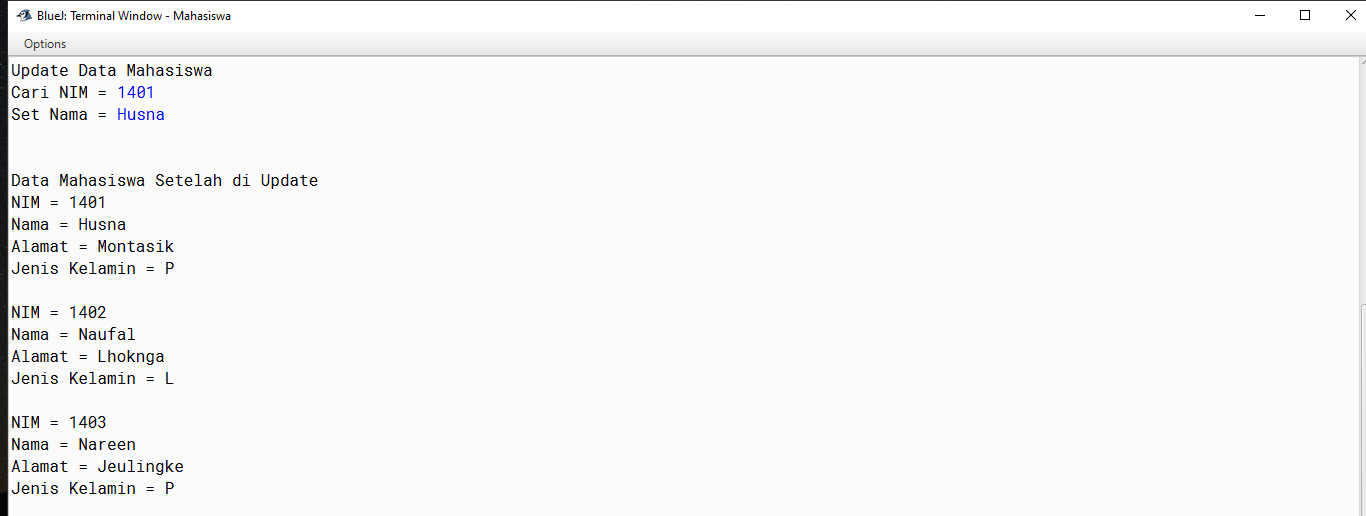 BlueJ: Terminal Window - Mahasiswa
Options
Update Data Mahasiswa
Cari NIM = 1401
Set Nama = Husna
Data Mahasiswa Setelah di Update
NIM = 1401
Nama = Husna
Alamat = Montasik
Jenis Kelamin = P
NIM = 1402
Nama = Naufal
Alamat = Lhoknga
Jenis Kelamin = L
NIM = 1403
Nama = Nareen
Alamat = Jeulingke
Jenis Kelamin = P